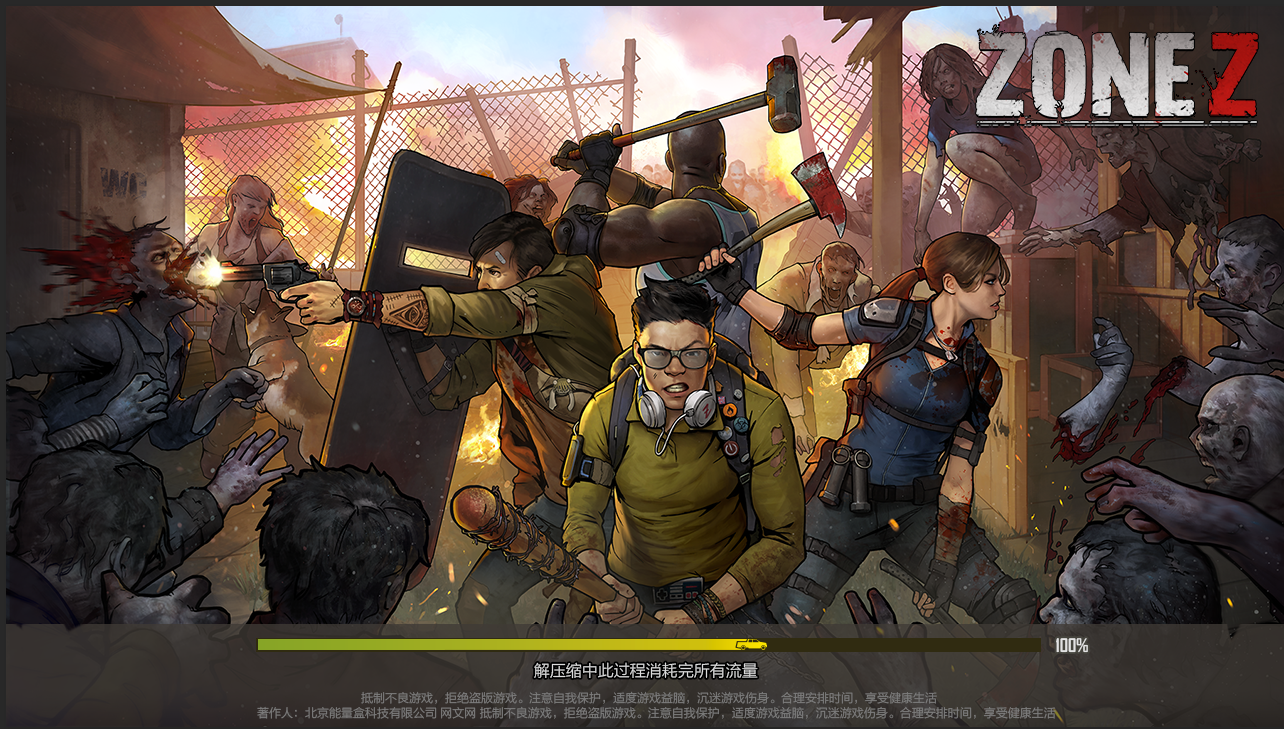 ZONE Z
100%
解压缩中此过程消耗完所有流量
抵制不良游戏，拒绝盗版游戏。注意自我保护，适度游戏益脑，沉迷游戏伤身。合理安排时间，享受健康生活
著作人：北京能量盒科技有限公司 网文网 抵制不良游戏，拒绝盗版游戏。注意自我保护，适度游戏益脑，沉迷游戏伤身。合理安排时间，享受健康生活